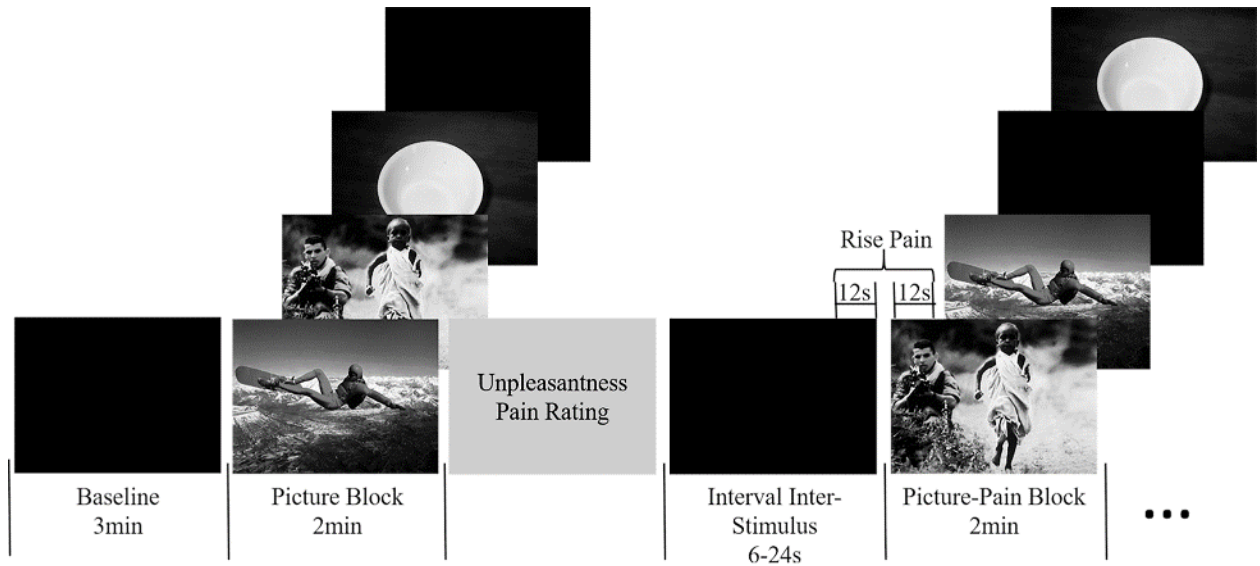 Rise Pain
12s
12s
Unpleasantness
Pain Rating
Baseline
3min
Picture Block
2min
Interval Inter-
Stimulus
6-24s
Picture-Pain Block
2min
...